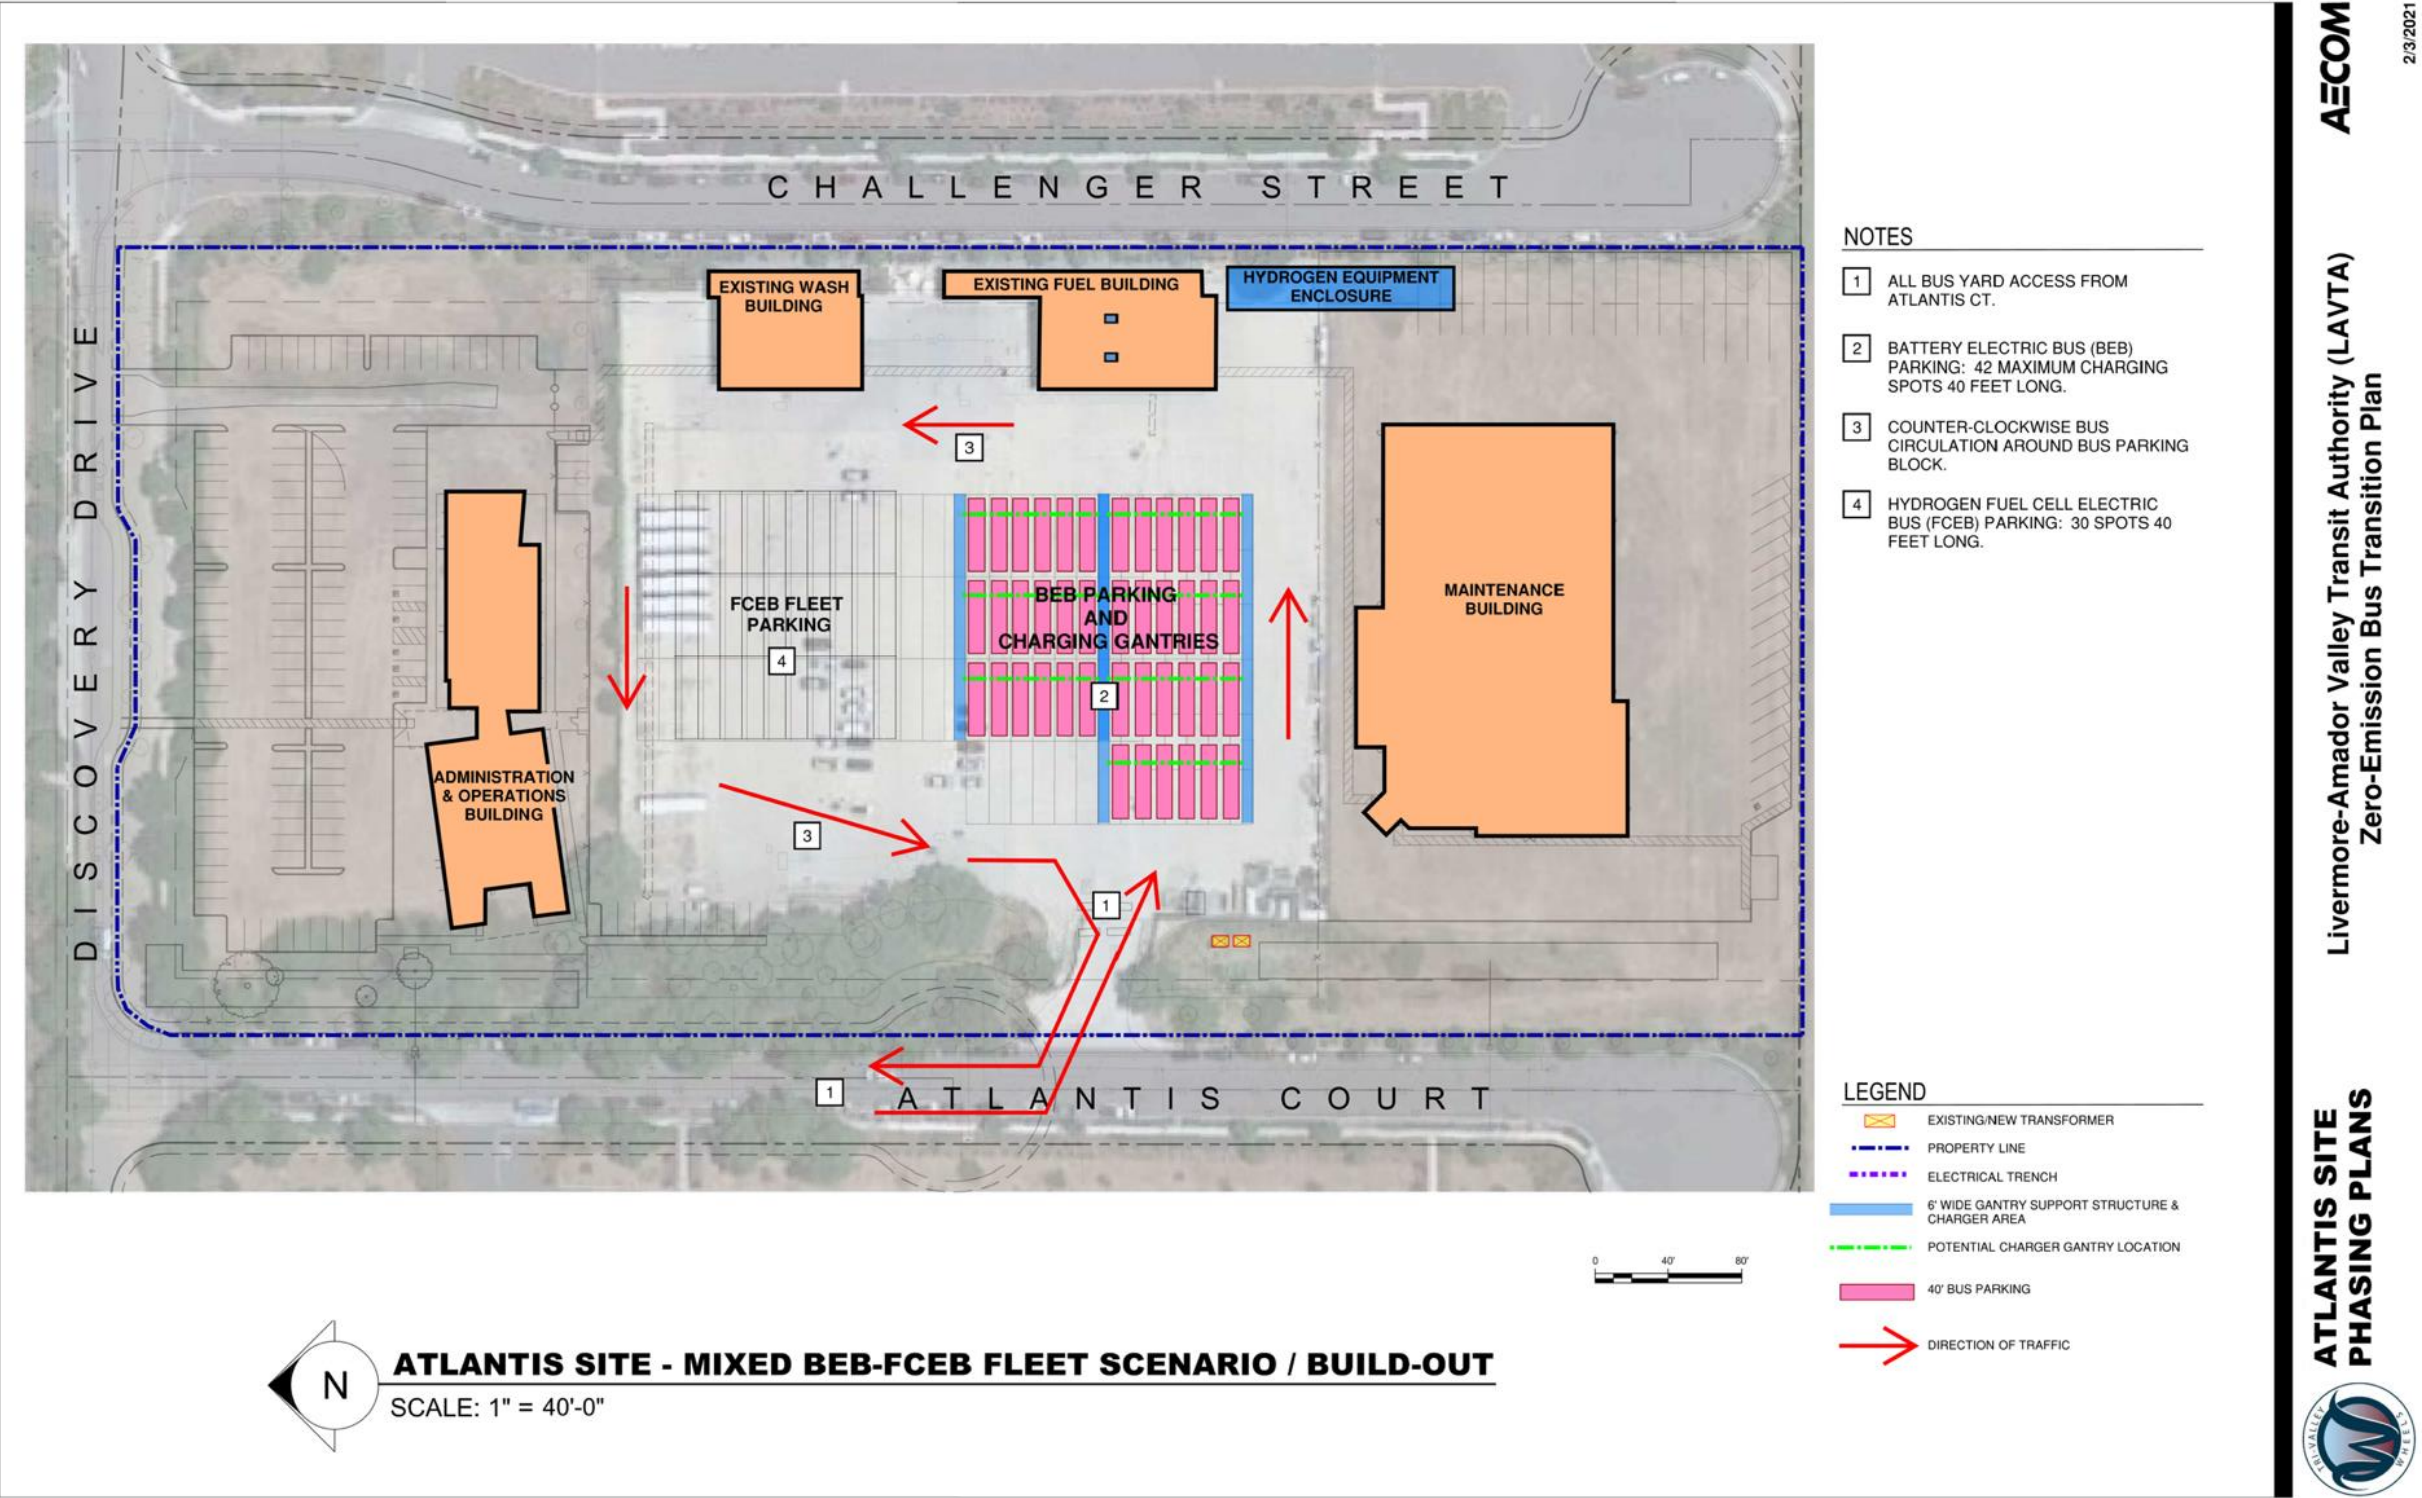 CHALLENGER STREET
DISCOVERY DRIVE
EXISTING WASH
BUILDING
EXISTING FUEL BUILDING
HYDROGEN EQUIPMENT
ENCLOSURE
3
FCEB FLEET
PARKING
4
BEB PARKING
AND
CHARGING GANTRIES
2
MAINTENANCE
BUILDING
ADMINISTRATION
& OPERATIONS
BUILDING
3
1
1
ATLANTIS COURT
NOTES
1 ALL BUS YARD ACCESS FROM
ATLANTIS CT.
2 BATTERY ELECTRIC BUS (BEB)
PARKING: 42 MAXIMUM CHARGING
SPOTS 40 FEET LONG.
3 COUNTER-CLOCKWISE BUS
CIRCULATION AROUND BUS PARKING
BLOCK.
4 HYDROGEN FUEL CELL ELECTRIC
BUS (FCEB) PARKING: 30 SPOTS 40
FEET LONG.
LEGEND
EXISTING/NEW TRANSFORMER
PROPERTY LINE
ELECTRICAL TRENCH
6' WIDE GANTRY SUPPORT STRUCTURE &
CHARGER AREA
POTENTIAL CHARGER GANTRY LOCATION
40' BUS PARKING
DIRECTION OF TRAFFIC
0 40' 80'
N
ATLANTIS SITE - MIXED BEB-FCEB FLEET SCENARIO / BUILD-OUT
SCALE: 1" = 40'-0"
AECOM
2/3/2021
Livermore-Amador Valley Transit Authority (LAVTA)
Zero-Emission Bus Transition Plan
ATLANTIS SITE
PHASING PLANS
TRI-VALLEY
WHEELS